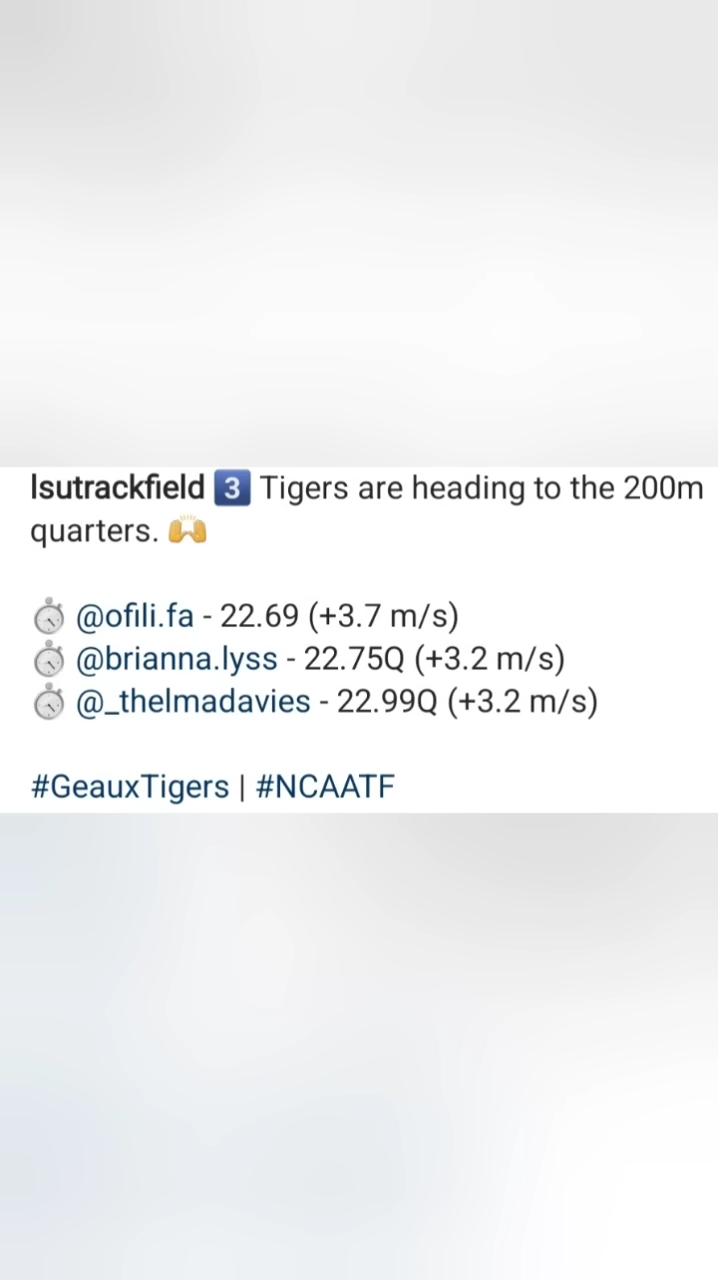 lsutrackfield 3️⃣ Tigers are heading to the 200m
quarters. 🙌
⏱ @ofili.fa - 22.69 (+3.7 m/s)
⏱ @brianna.lyss - 22.75Q (+3.2 m/s)
⏱ @_thelmadavies - 22.99Q (+3.2 m/s)
#GeauxTigers | #NCAATF